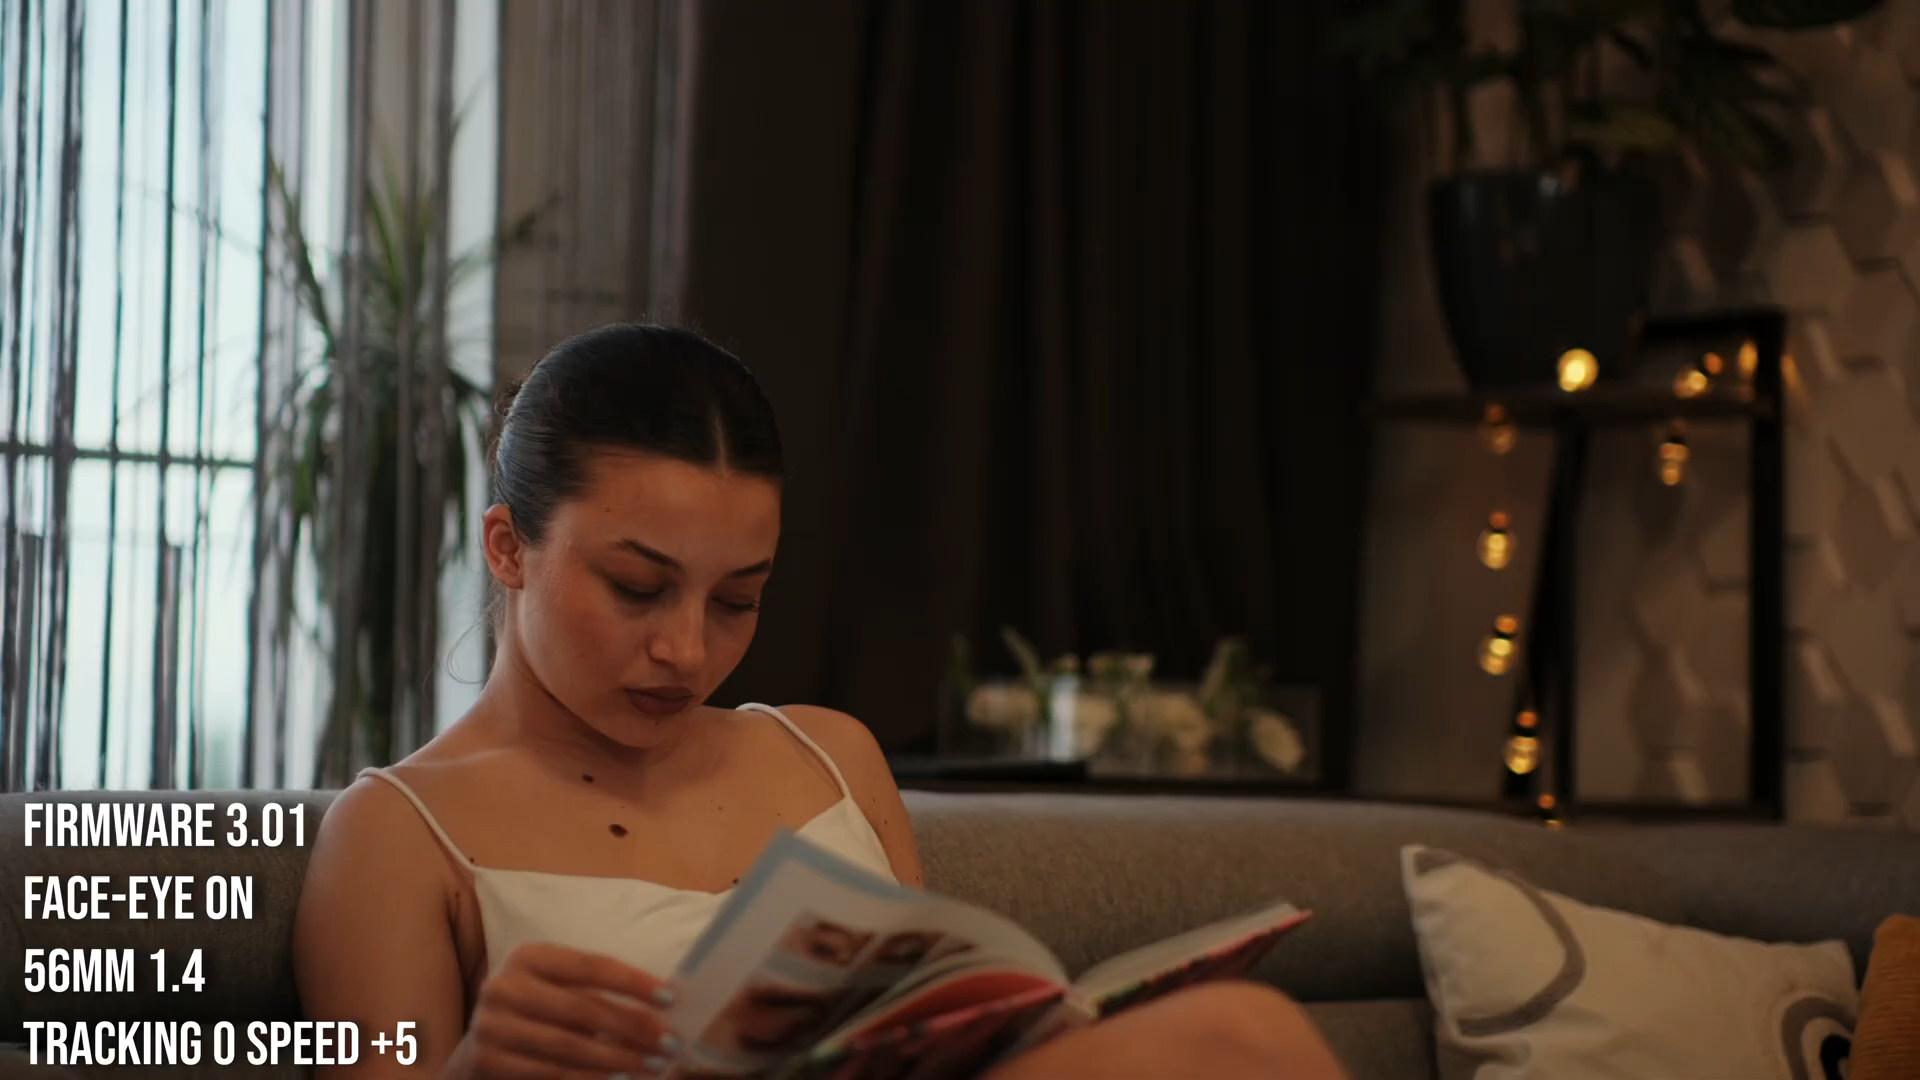 FIRMWARE 3.01
FACE-EYE ON
56MM 1.4
TRACKING 0 SPEED +5